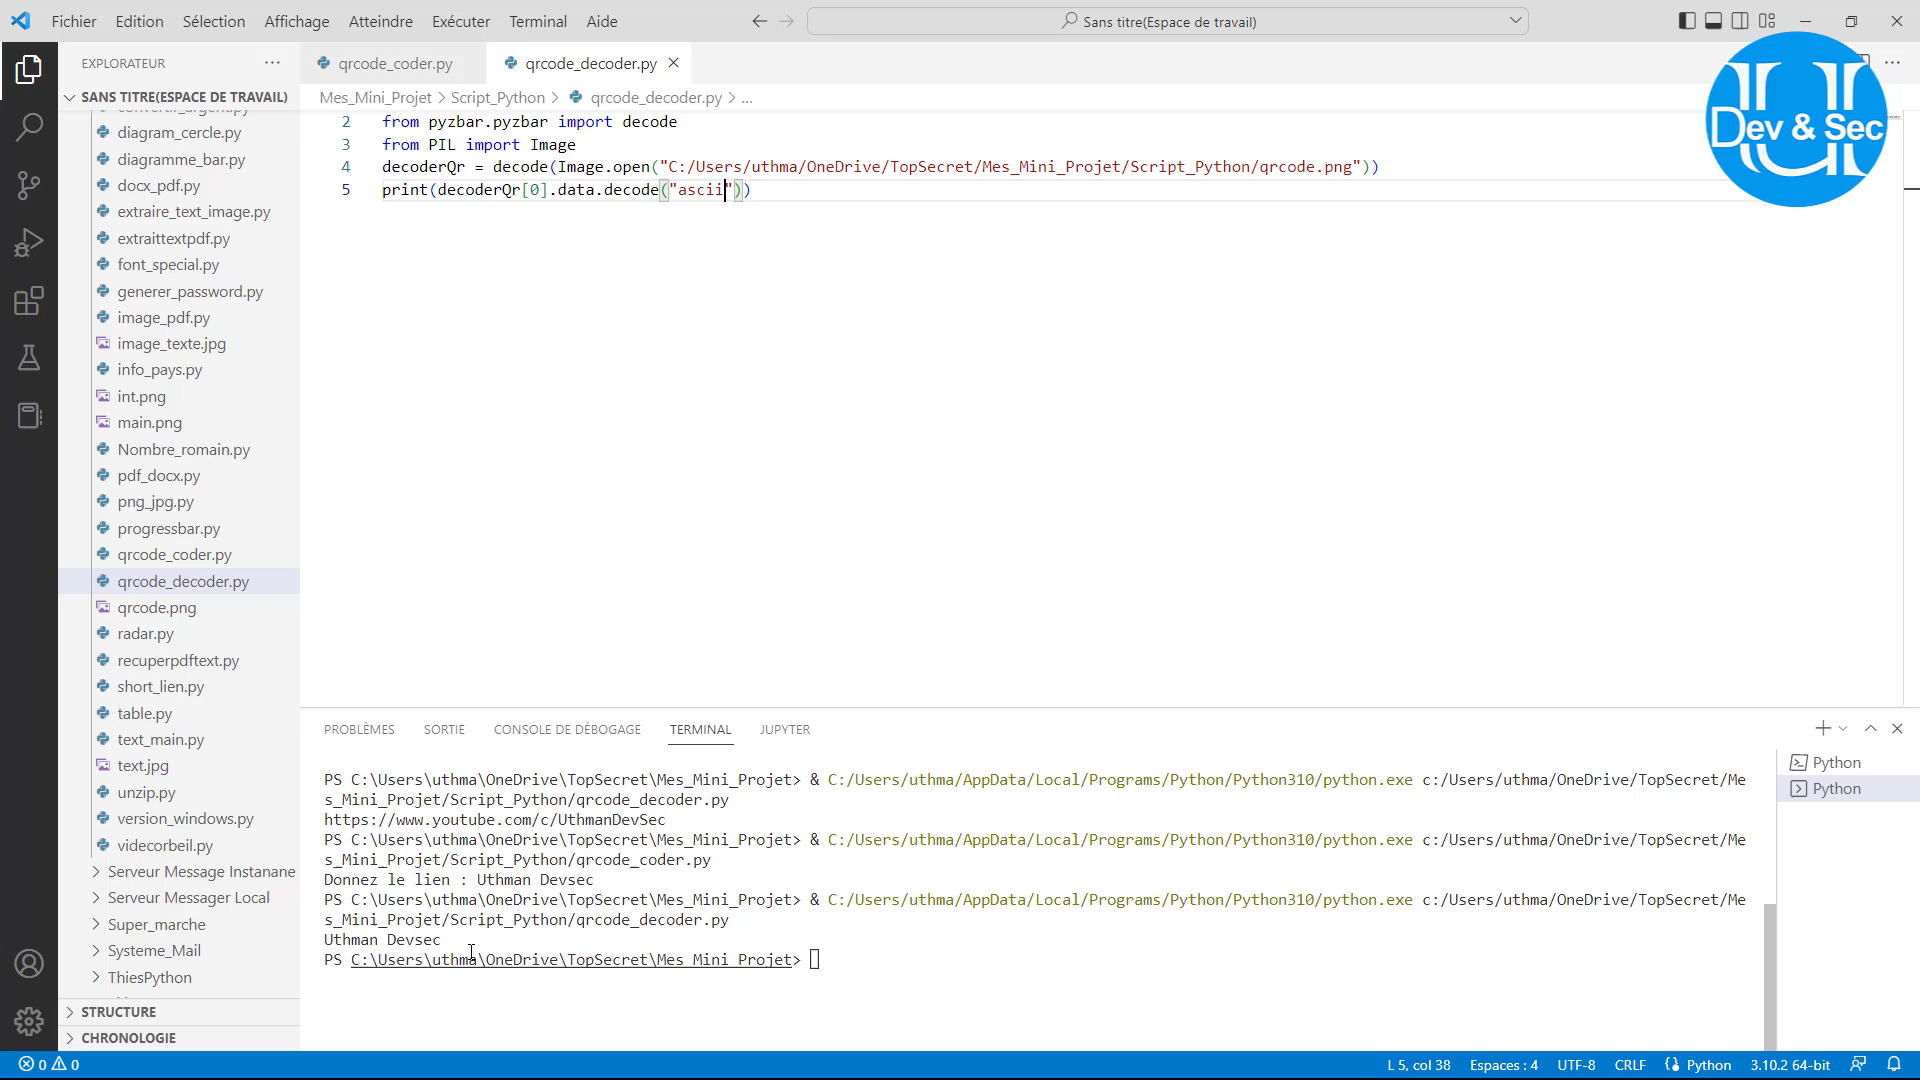 Fichier Edition Sélection Affichage Atteindre Exécuter Terminal Aide
Sans titre(Espace de travail)
EXPLORATEUR
SANS TITRE(ESPACE DE TRAVAIL)
diagram_cercle.py
diagramme_bar.py
docx_pdf.py
extraire_text_image.py
extraittextpdf.py
font_special.py
generer_password.py
image_pdf.py
image_texte.jpg
info_pays.py
int.png
main.png
Nombre_romain.py
pdf_docx.py
png_jpg.py
progressbar.py
qrcode_coder.py
qrcode_decoder.py
qrcode.png
radar.py
recuperpdftext.py
short_lien.py
table.py
text_main.py
text.jpg
unzip.py
version_windows.py
videcorbeil.py
Serveur Message Instanane
Serveur Messager Local
Super_marche
Systeme_Mail
ThiesPython
STRUCTURE
CHRONOLOGIE
qrcode_coder.py qrcode_decoder.py
Mes_Mini_Projet > Script_Python > qrcode_decoder.py > ...
2 from pyzbar.pyzbar import decode
3 from PIL import Image
4 decoderQr = decode(Image.open("C:/Users/uthma/OneDrive/TopSecret/Mes_Mini_Projet/Script_Python/qrcode.png"))
5 print(decoderQr[0].data.decode("ascii"))
U
Dev & Sec
PROBLÈMES SORTIE CONSOLE DE DÉBOGAGE TERMINAL JUPYTER
PS C:\Users\uthma\OneDrive\TopSecret\Mes_Mini_Projet> & C:/Users/uthma/AppData/Local/Programs/Python/Python310/python.exe c:/Users/uthma/OneDrive/TopSecret/Me
s_Mini_Projet/Script_Python/qrcode_decoder.py
https://www.youtube.com/c/UthmanDevSec
PS C:\Users\uthma\OneDrive\TopSecret\Mes_Mini_Projet> & C:/Users/uthma/AppData/Local/Programs/Python/Python310/python.exe c:/Users/uthma/OneDrive/TopSecret/Me
s_Mini_Projet/Script_Python/qrcode_coder.py
Donnez le lien : Uthman Devsec
PS C:\Users\uthma\OneDrive\TopSecret\Mes_Mini_Projet> & C:/Users/uthma/AppData/Local/Programs/Python/Python310/python.exe c:/Users/uthma/OneDrive/TopSecret/Me
s_Mini_Projet/Script_Python/qrcode_decoder.py
Uthman Devsec
PS C:\Users\uthma\OneDrive\TopSecret\Mes_Mini_Projet>
Python
Python
0 0
L 5, col 38 Espaces : 4 UTF-8 CRLF Python 3.10.2 64-bit